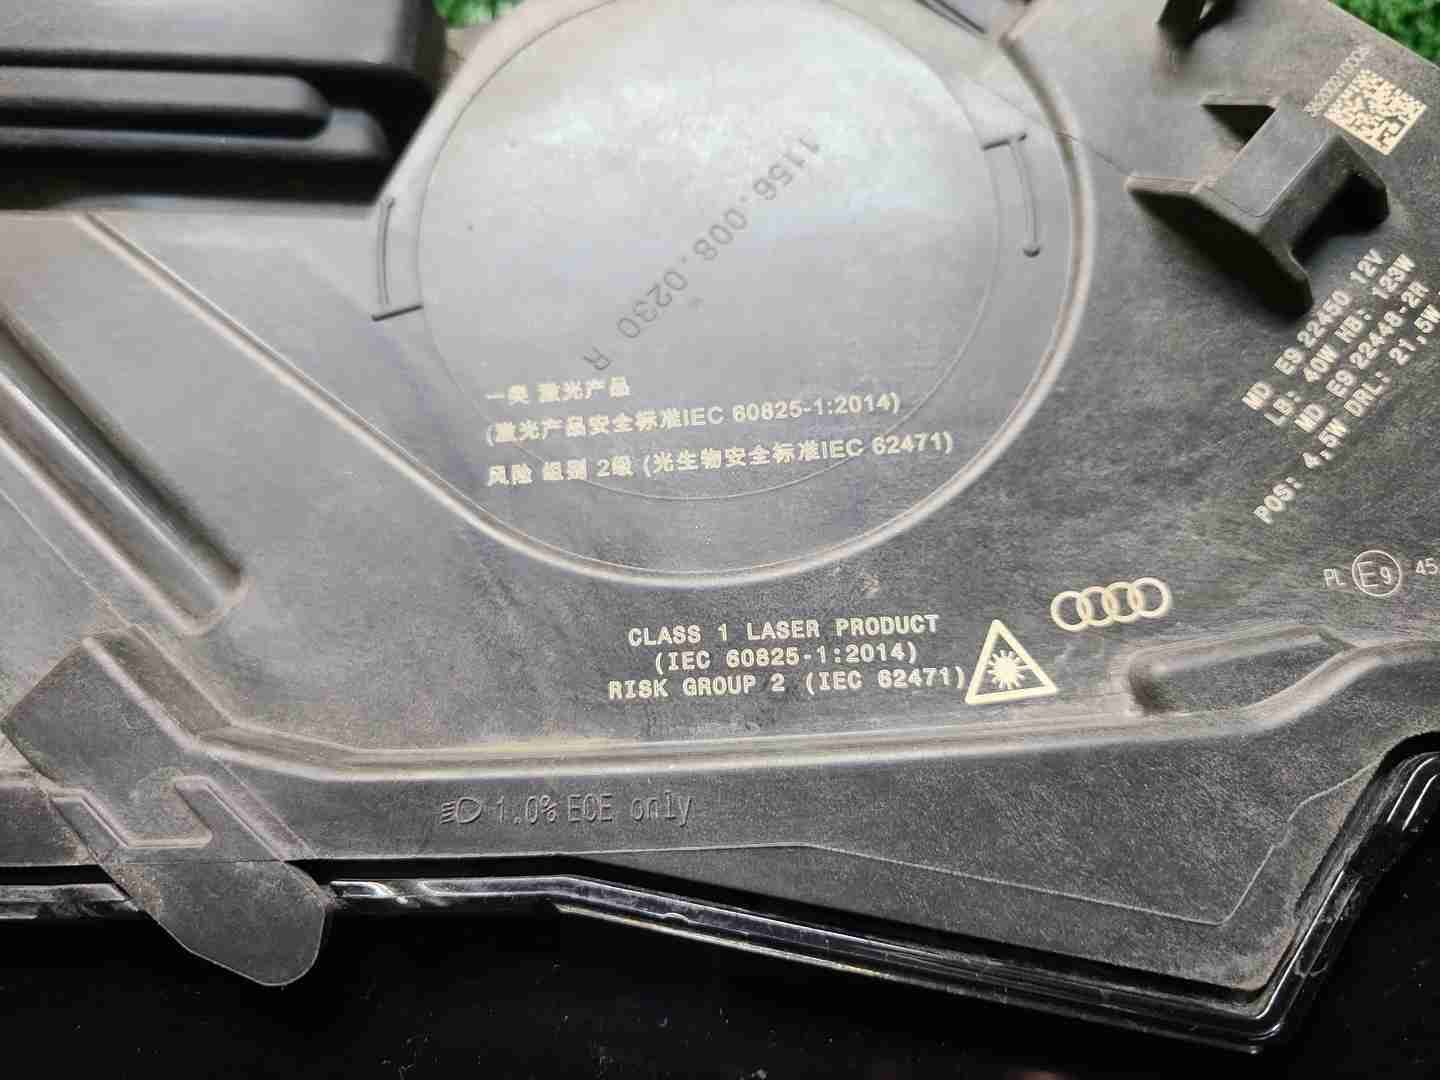 1156.008.0230 R
一类 激光产品
(激光产品安全标准IEC 60825-1:2014)
风险 组别 2段 (光生物安全标准IEC 62471)
MD E9 22450 12V
LB: 40W HB: 123W
MD E9 22448-2R
POS: 4,5W DRL: 21,5W
PL E9 45
CLASS 1 LASER PRODUCT
(IEC 60825-1:2014)
RISK GROUP 2 (IEC 62471)
1.0% ECE only